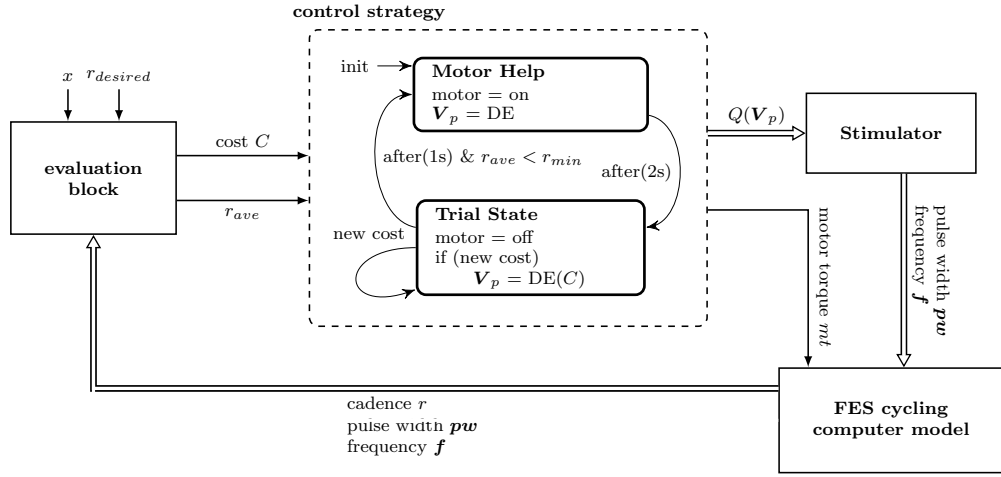 control strategy
x r_desired
init
Motor Help
motor = on
V_p = DE
evaluation
block
cost C
r_ave
after(1s) & r_ave < r_min
after(2s)
new cost
Trial State
motor = off
if (new cost)
V_p = DE(C)
Q(V_p)
Stimulator
motor torque mt
pulse width pw
frequency f
FES cycling
computer model
cadence r
pulse width pw
frequency f